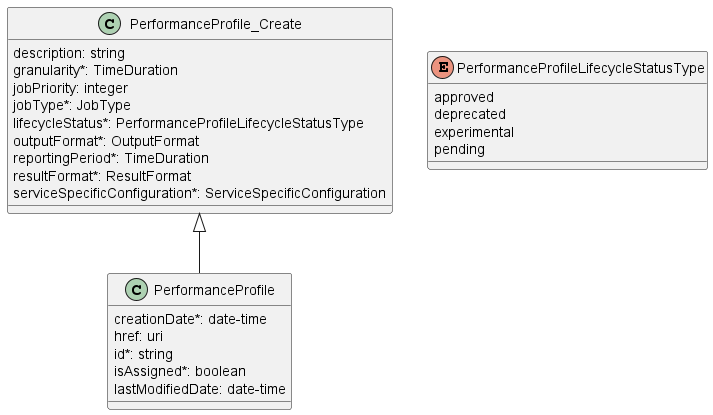 C PerformanceProfile_Create
description: string
granularity*: TimeDuration
jobPriority: integer
jobType*: JobType
lifecycleStatus*: PerformanceProfileLifecycleStatusType
outputFormat*: OutputFormat
reportingPeriod*: TimeDuration
resultFormat*: ResultFormat
serviceSpecificConfiguration*: ServiceSpecificConfiguration
E PerformanceProfileLifecycleStatusType
approved
deprecated
experimental
pending
C PerformanceProfile
creationDate*: date-time
href: uri
id*: string
isAssigned*: boolean
lastModifiedDate: date-time